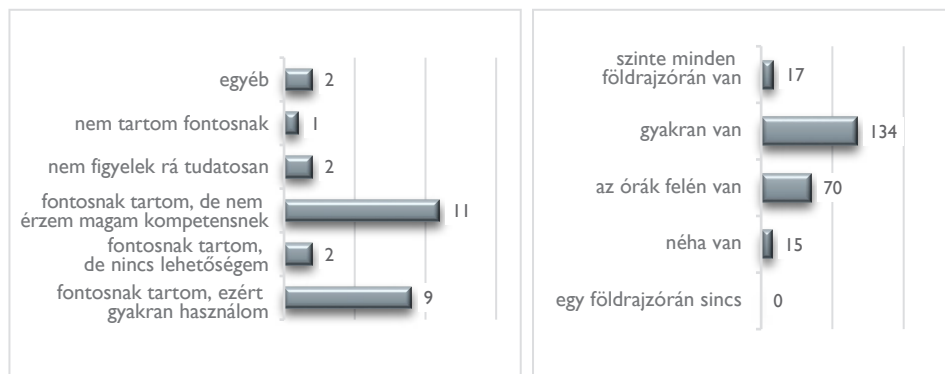 egyéb 2
nem tartom fontosnak 1
nem figyelek rá tudatosan 2
fontosnak tartom, de nem
érzem magam kompetensnek 11
fontosnak tartom,
de nincs lehetőségem 2
fontosnak tartom, ezért
gyakran használom 9
szinte minden
földrajzórán van 17
gyakran van 134
az órák felén van 70
néha van 15
egy földrajzórán sincs 0